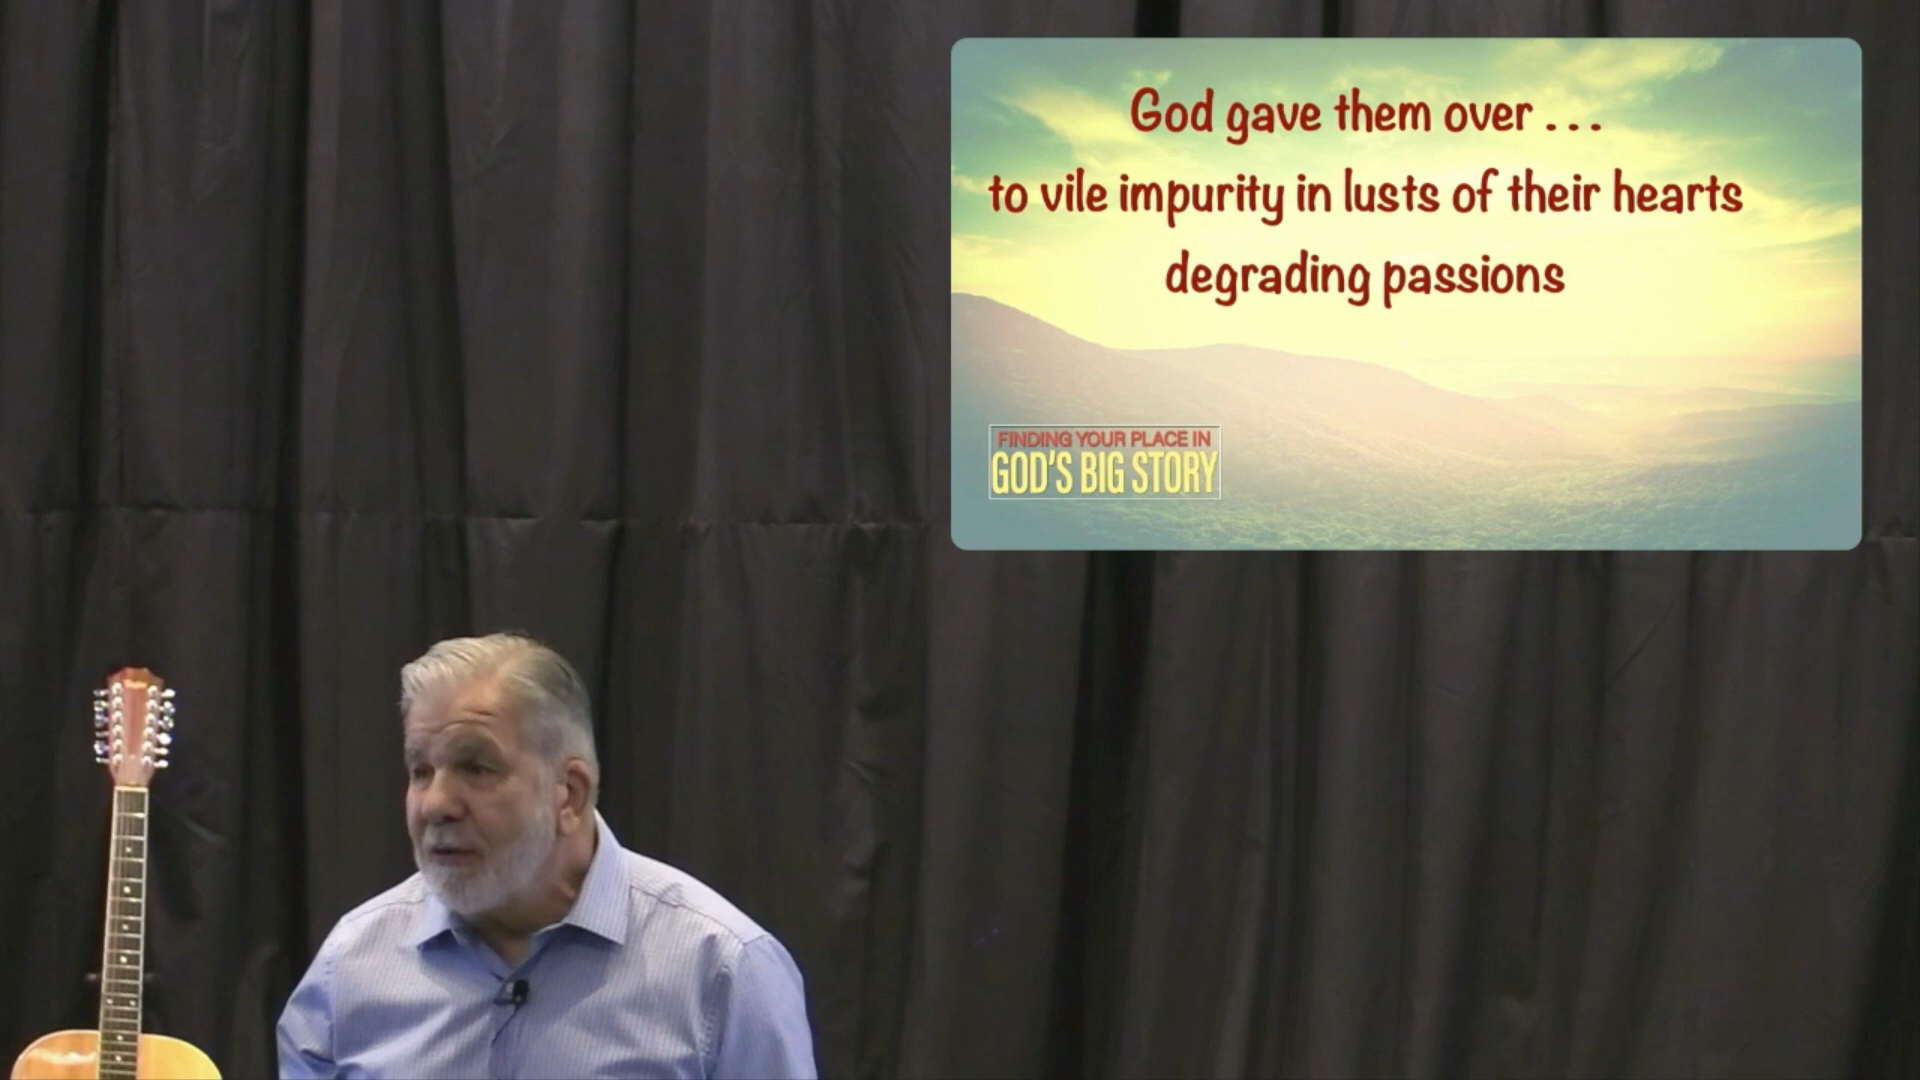 God gave them over . . .
to vile impurity in lusts of their hearts
degrading passions
FINDING YOUR PLACE IN
GOD'S BIG STORY